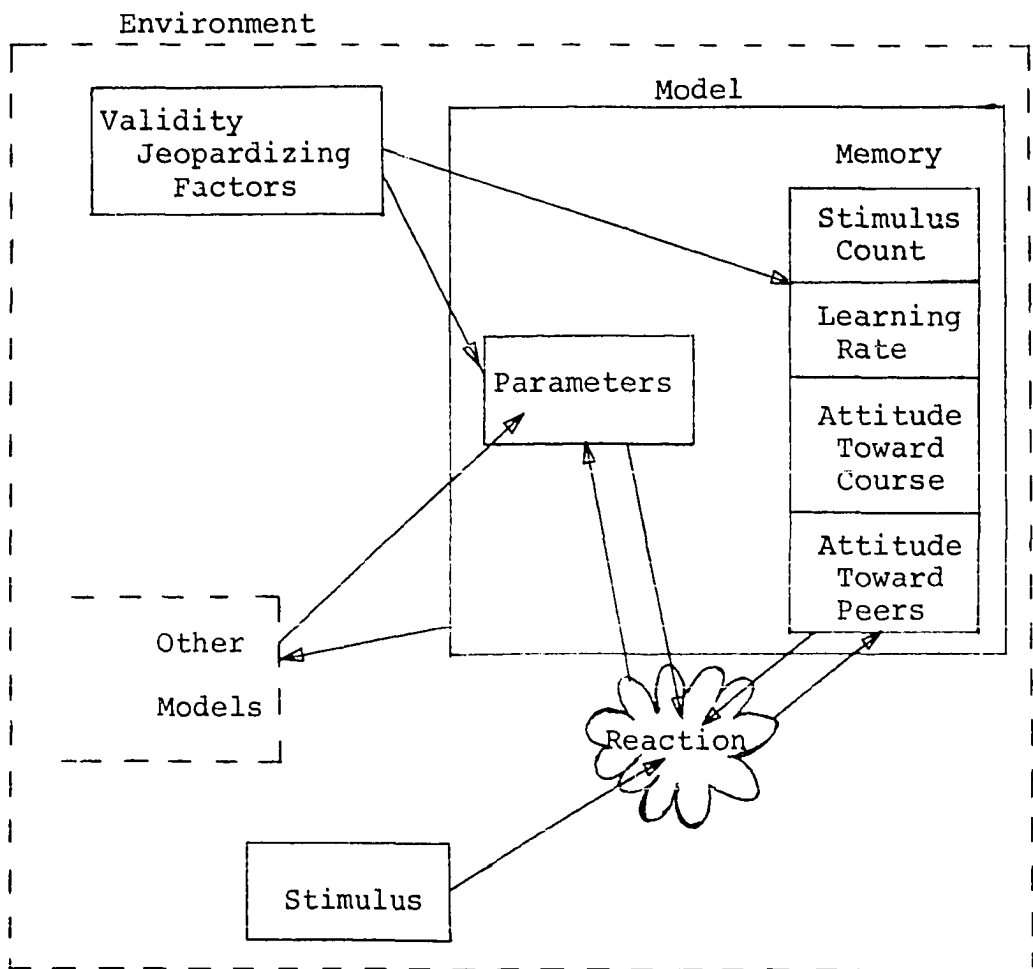 Environment
Validity
Jeopardizing
Factors
Model
Memory
Stimulus
Count
Learning
Rate
Attitude
Toward
Course
Attitude
Toward
Peers
Parameters
Other
Models
Reaction
Stimulus